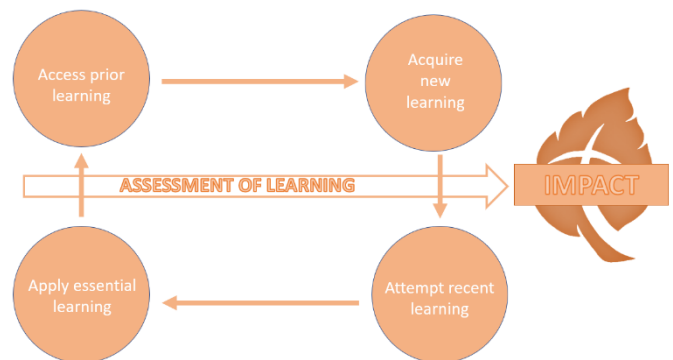 Access prior
learning
Acquire
new
learning
ASSESSMENT OF LEARNING
IMPACT
Apply essential
learning
Attempt recent
learning